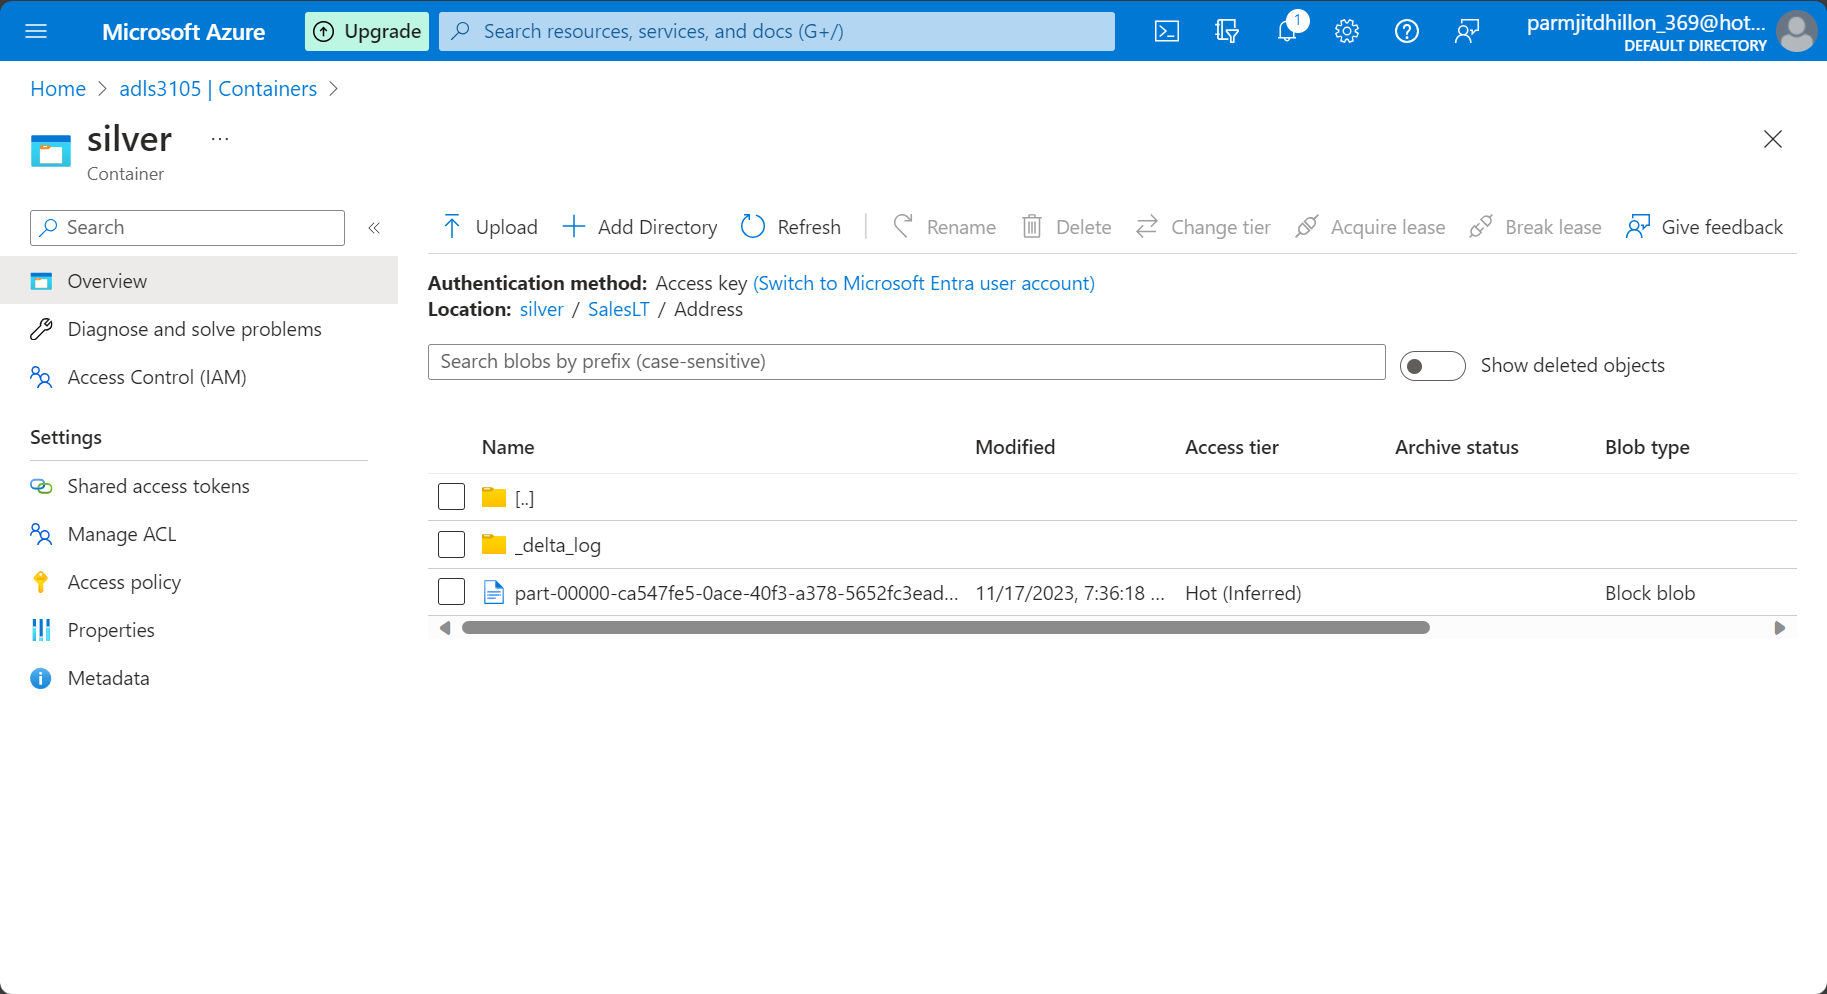 Microsoft Azure
Upgrade
Search resources, services, and docs (G+/)
1
parmjitdhillon_369@hot...
DEFAULT DIRECTORY
Home > adls3105 | Containers >
silver ...
Container
Search
«
Overview
Diagnose and solve problems
Access Control (IAM)
Settings
Shared access tokens
Manage ACL
Access policy
Properties
Metadata
Upload
Add Directory
Refresh
Rename
Delete
Change tier
Acquire lease
Break lease
Give feedback
Authentication method: Access key (Switch to Microsoft Entra user account)
Location: silver / SalesLT / Address
Search blobs by prefix (case-sensitive)
Show deleted objects
Name Modified Access tier Archive status Blob type
[..]
_delta_log
part-00000-ca547fe5-0ace-40f3-a378-5652fc3ead... 11/17/2023, 7:36:18 ... Hot (Inferred) Block blob